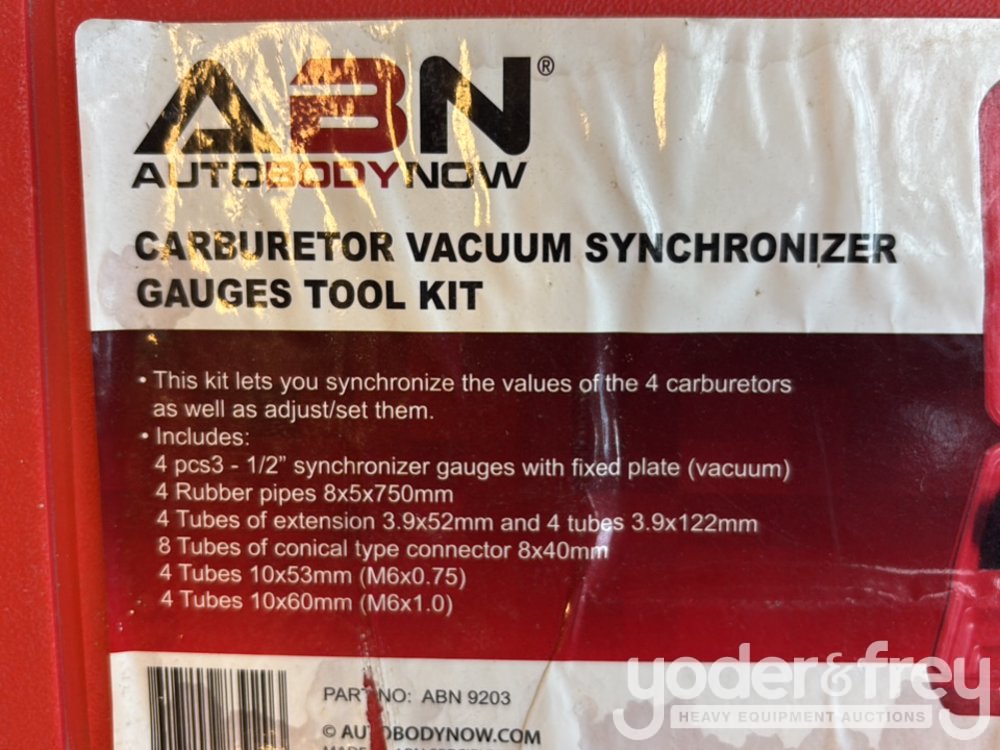 ABN®
AUTOBODYNOW
CARBURETOR VACUUM SYNCHRONIZER
GAUGES TOOL KIT
• This kit lets you synchronize the values of the 4 carburetors
as well as adjust/set them.
• Includes:
4 pcs3 - 1/2” synchronizer gauges with fixed plate (vacuum)
4 Rubber pipes 8x5x750mm
4 Tubes of extension 3.9x52mm and 4 tubes 3.9x122mm
8 Tubes of conical type connector 8x40mm
4 Tubes 10x53mm (M6x0.75)
4 Tubes 10x60mm (M6x1.0)
PART NO: ABN 9203
© AUTOBODYNOW.COM
yoder&frey
HEAVY EQUIPMENT AUCTIONS